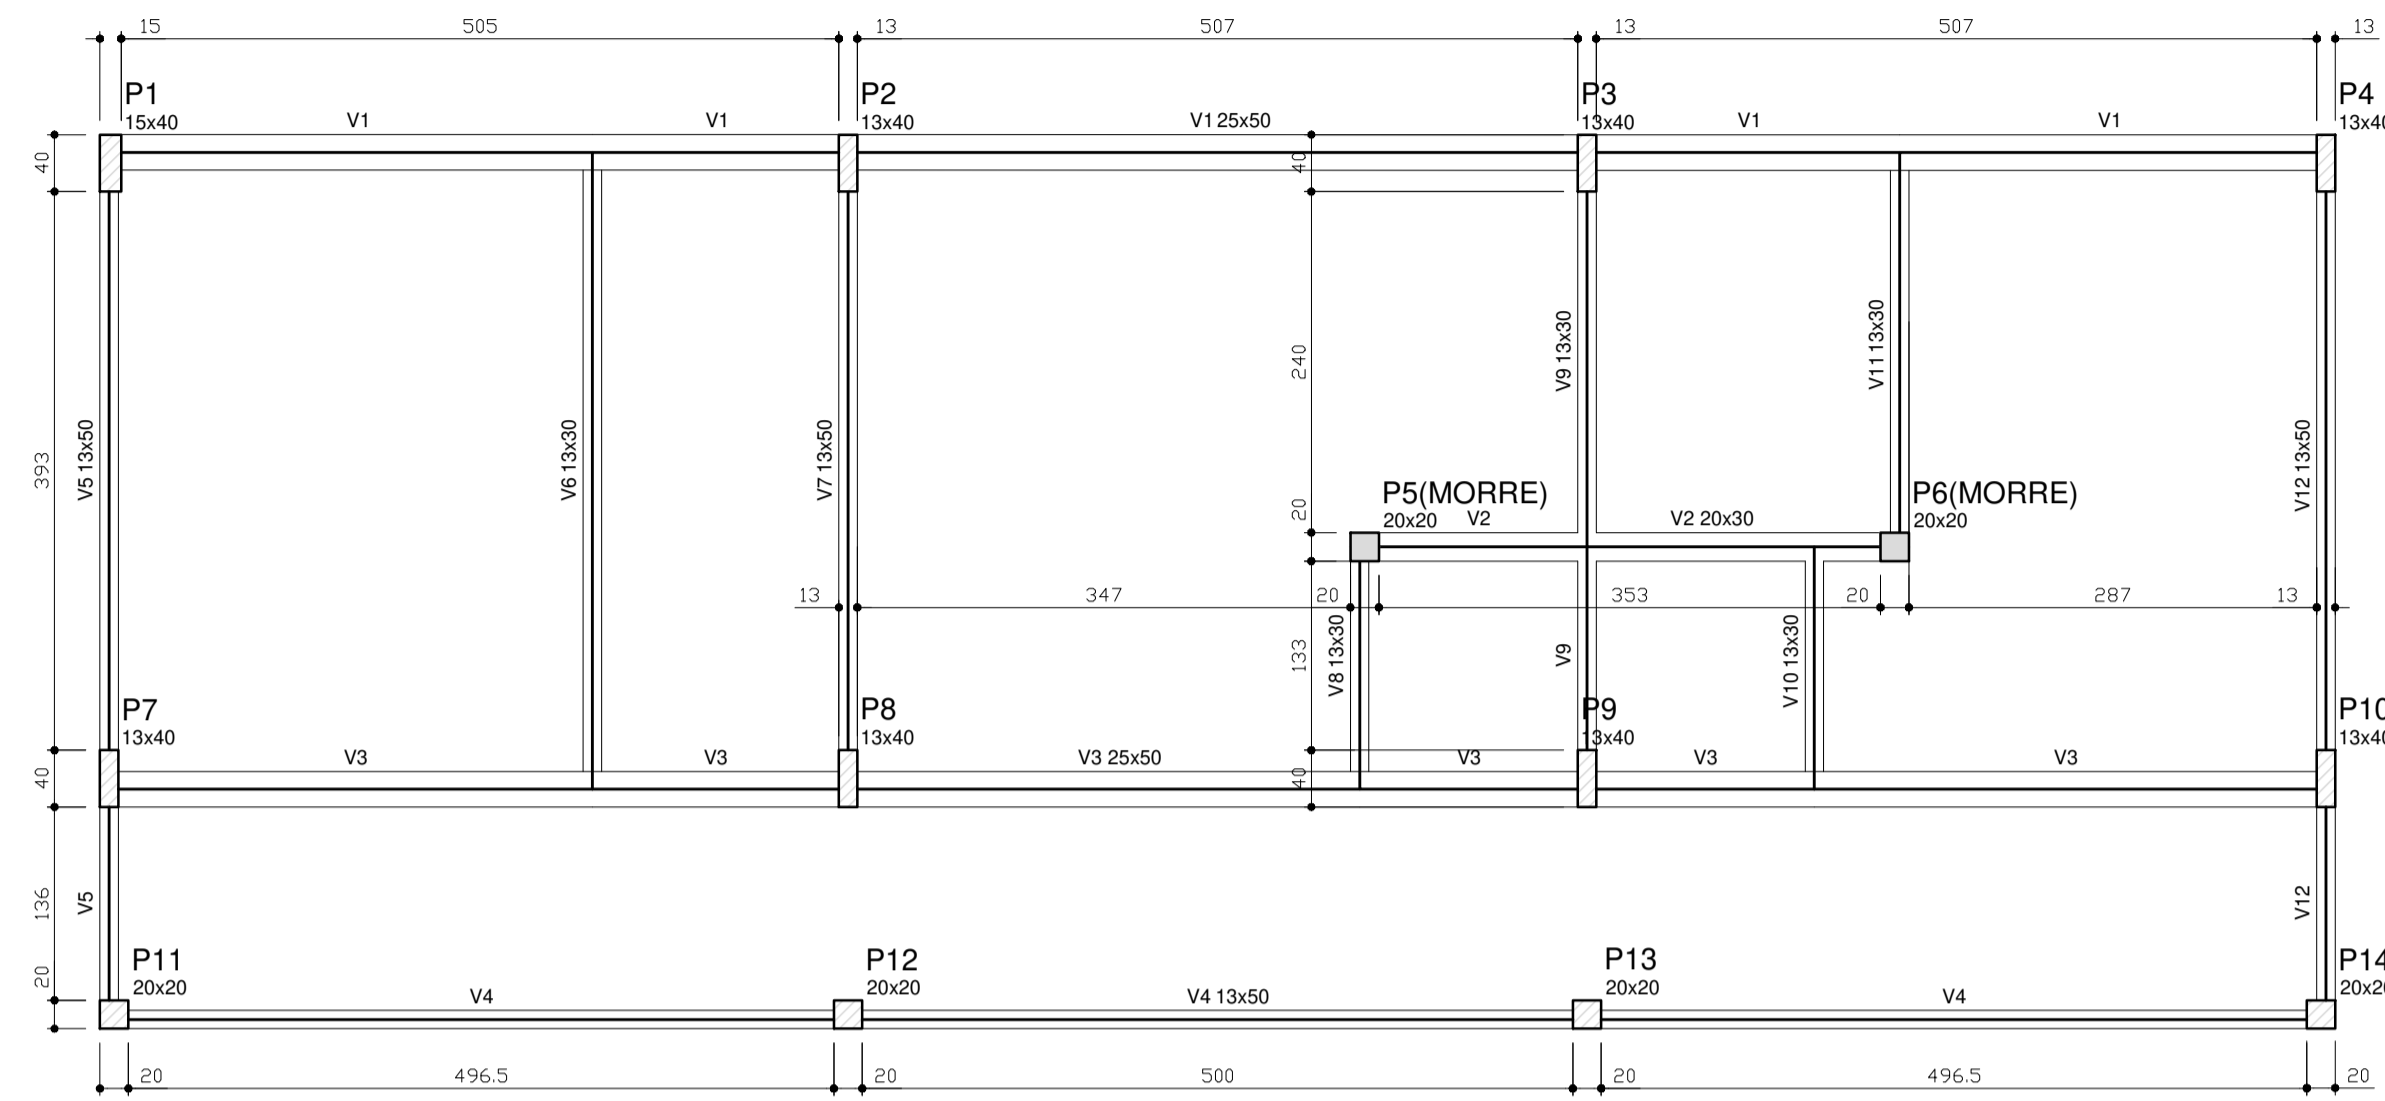 15 505 13 507 13 507 13
P1 P2 P3 P4
15x40 V1 V1 13x40 V1 25x50 13x40 V1 V1 13x40
40
40
V5 13x50
V6 13x30
V7 13x50
V9 13x30
V11 13x30
V12 13x50
393
240
P5(MORRE) P6(MORRE)
20x20 V2 V2 20x30 20x20
20
13 347 20 353 20 287 13
133
V8 13x30
V9
V10 13x30
P7 P8 P9 P10
13x40 13x40 13x40 13x40
V3 V3 V3 25x50 V3 V3 V3
40
40
136
V5
V12
P11 P12 P13 P14
20x20 20x20 20x20 20x20
20
V4 V4 13x50 V4
20 496.5 20 500 20 496.5 20